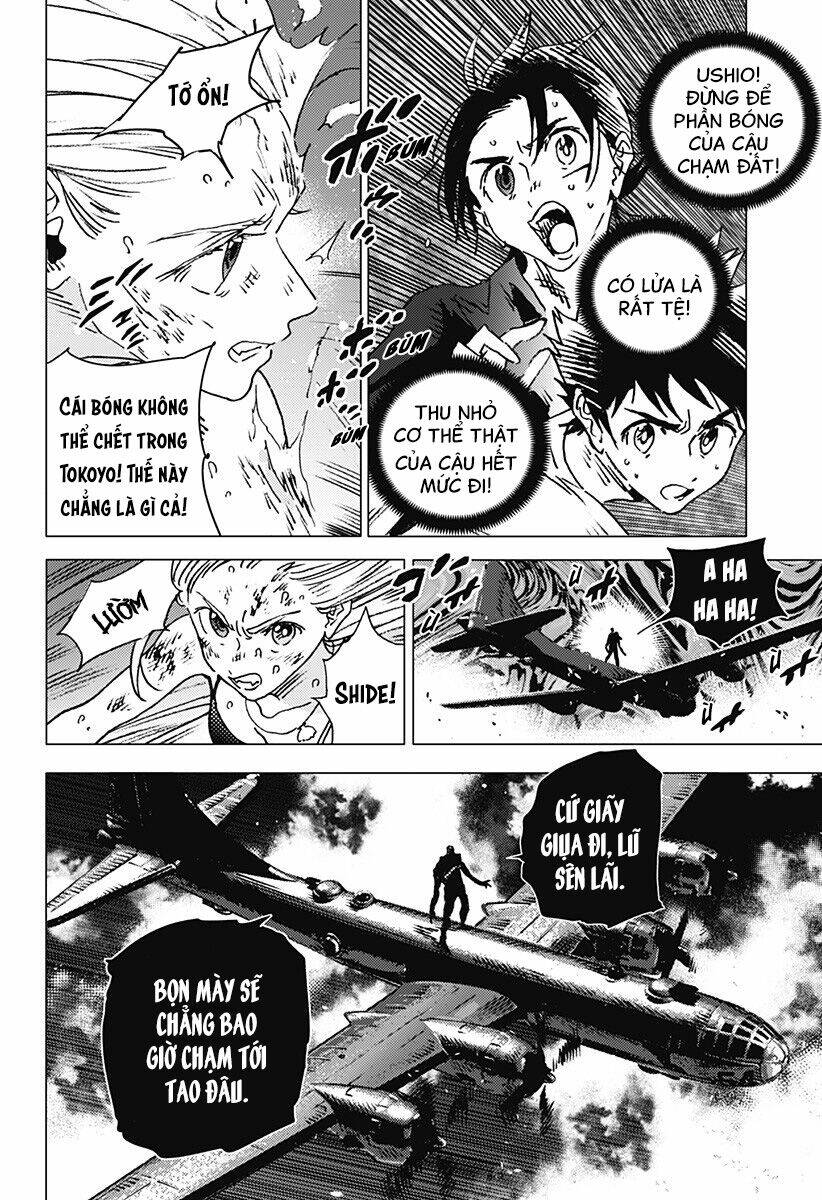 USHIO!
ĐỪNG ĐỂ
PHẦN BÓNG
CỦA CẬU
CHẠM ĐẤT!
CÓ LỬA LÀ
RẤT TỆ!
THU NHỎ
CƠ THỂ THẬT
CỦA CẬU HẾT
MỨC ĐI!
BÙM
BÙM
BÙM
TỚ ỔN!
CÁI BÓNG KHÔNG
THỂ CHẾT TRONG
TOKOYO! THẾ NÀY
CHẲNG LÀ GÌ CẢ!
A HA
HA HA!
Ù
Ù
Ù
Ù
SHIDE!
LƯỜM
CỨ GIÃY
GIỤA ĐI, LŨ
SÊN LÃI.
BỌN MÀY SẼ
CHẲNG BAO
GIỜ CHẠM TỚI
TAO ĐÂU.